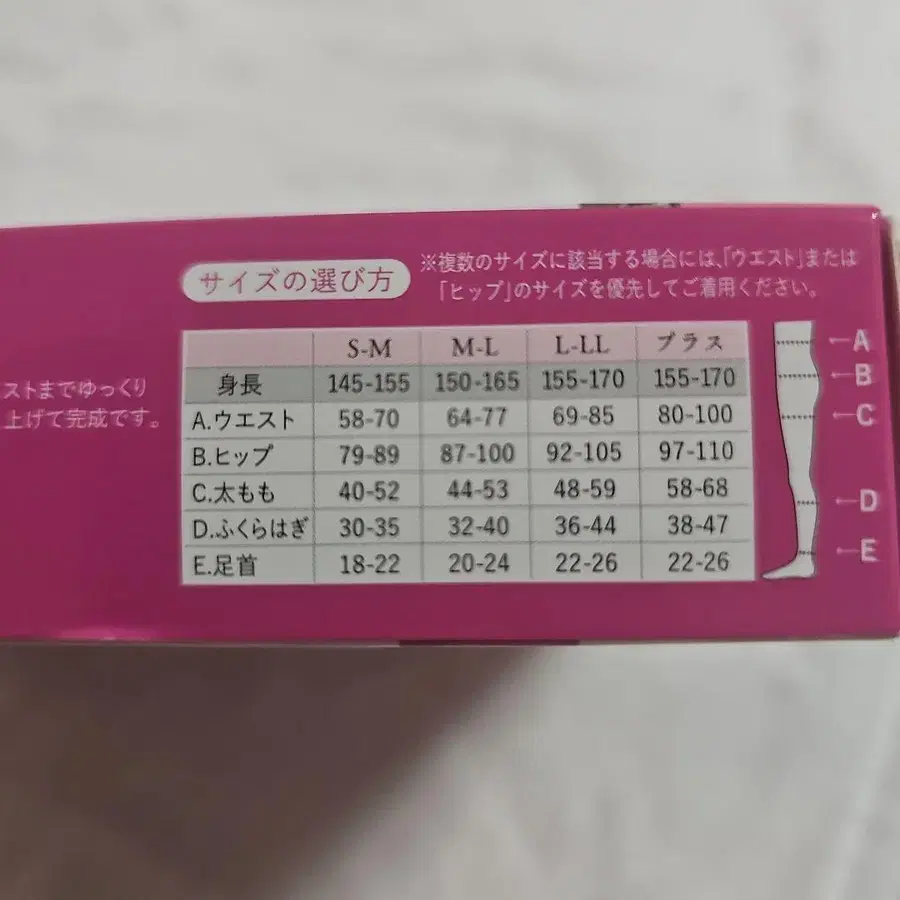 サイズの選び方
※複数のサイズに該当する場合には、「ウエスト」または
「ヒップ」のサイズを優先してご着用ください。
ストまでゆっくり
上げて完成です。
S-M M-L L-LL プラス
身長 145-155 150-165 155-170 155-170
A.ウエスト 58-70 64-77 69-85 80-100
B.ヒップ 79-89 87-100 92-105 97-110
C.太もも 40-52 44-53 48-59 58-68
D.ふくらはぎ 30-35 32-40 36-44 38-47
E.足首 18-22 20-24 22-26 22-26
A
B
C
D
E